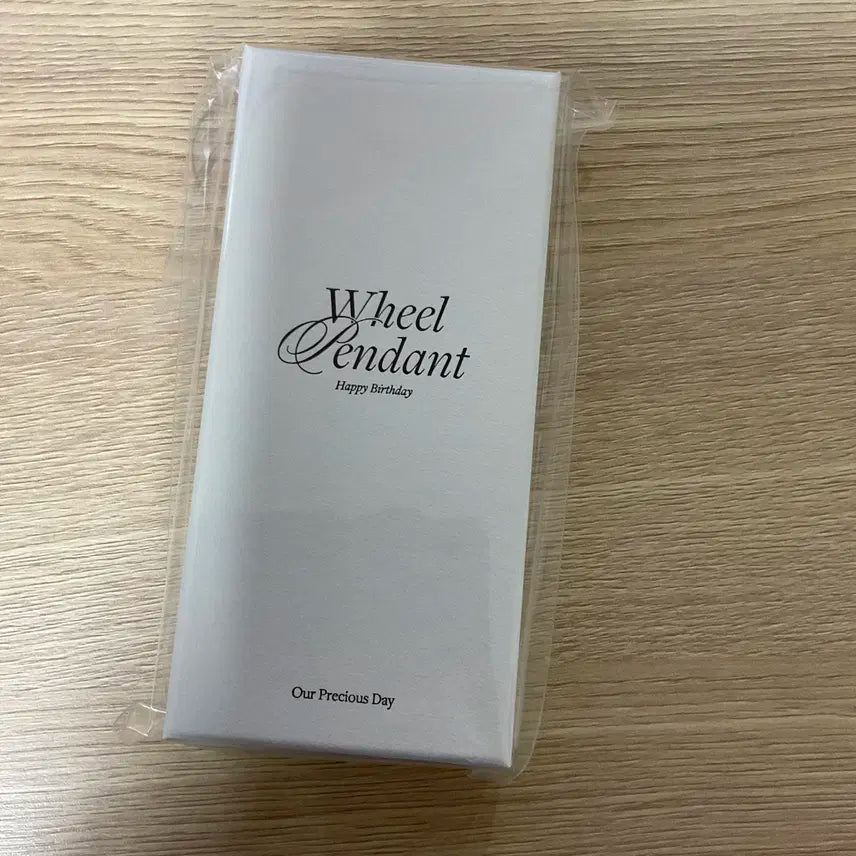 Wheel
Pendant
Happy Birthday
Our Precious Day